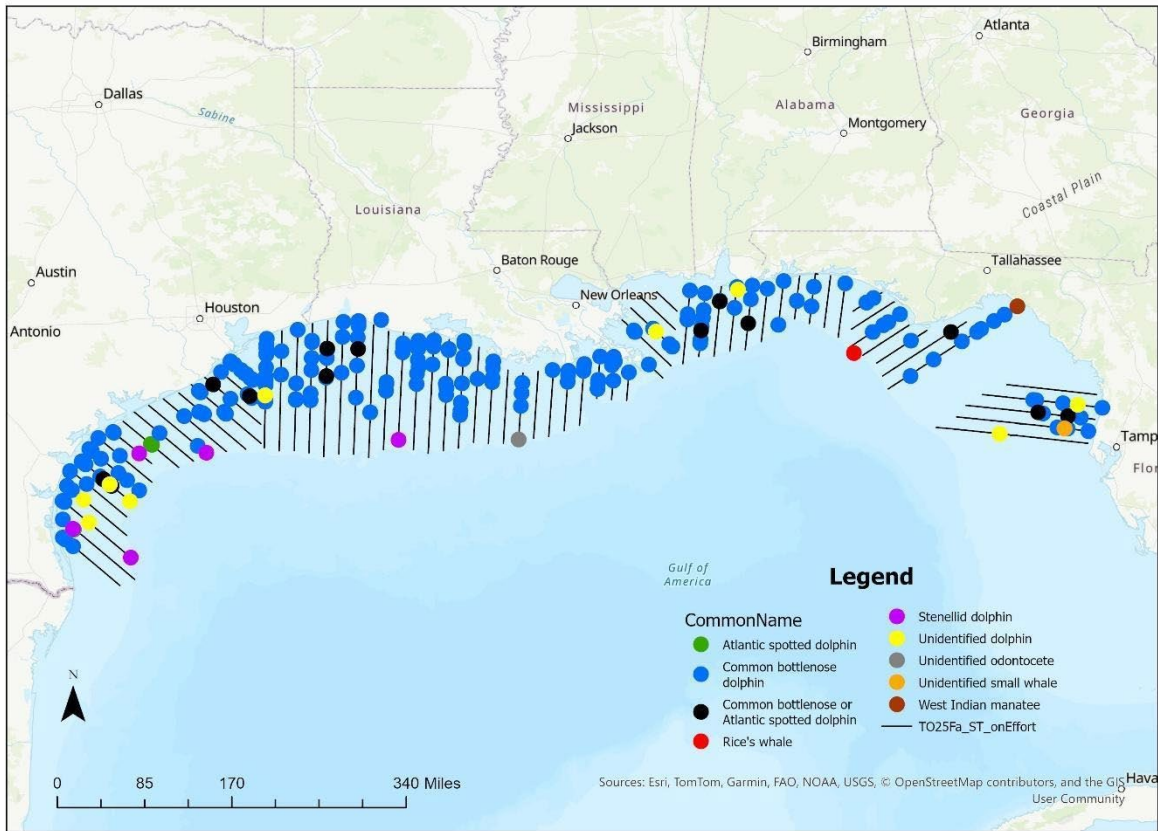 Atlanta
Birmingham
Dallas
Sabine
Mississippi
Alabama
Georgia
Jackson
Montgomery
Coastal Plain
Louisiana
Austin
Baton Rouge
Tallahassee
Houston
New Orleans
Antonio
Tamp
Flor
Gulf of
America
Legend
CommonName
Atlantic spotted dolphin
Common bottlenose
dolphin
Common bottlenose or
Atlantic spotted dolphin
Rice's whale
Stenellid dolphin
Unidentified dolphin
Unidentified odontocete
Unidentified small whale
West Indian manatee
TO25Fa_ST_onEffort
N
0 85 170 340 Miles
Sources: Esri, TomTom, Garmin, FAO, NOAA, USGS, © OpenStreetMap contributors, and the GIS
User Community
Hava